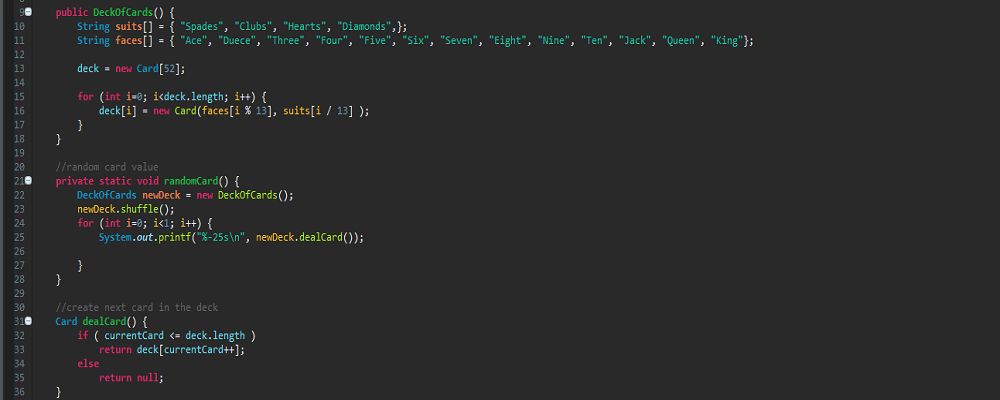 9 public DeckOfCards() {
10 String suits[] = { "Spades", "Clubs", "Hearts", "Diamonds",};
11 String faces[] = { "Ace", "Duece", "Three", "Four", "Five", "Six", "Seven", "Eight", "Nine", "Ten", "Jack", "Queen", "King"};
12
13 deck = new Card[52];
14
15 for (int i=0; i<deck.length; i++) {
16 deck[i] = new Card(faces[i % 13], suits[i / 13] );
17 }
18 }
19
20 //random card value
21 private static void randomCard() {
22 DeckOfCards newDeck = new DeckOfCards();
23 newDeck.shuffle();
24 for (int i=0; i<1; i++) {
25 System.out.printf("%-25s\n", newDeck.dealCard());
26
27 }
28 }
29
30 //create next card in the deck
31 Card dealCard() {
32 if ( currentCard <= deck.length )
33 return deck[currentCard++];
34 else
35 return null;
36 }